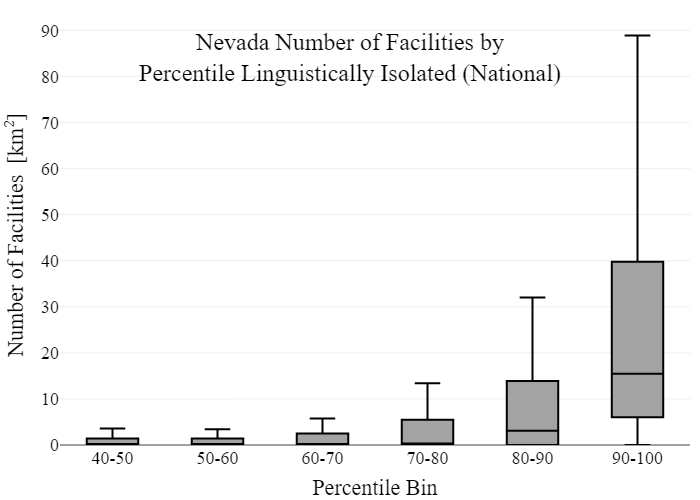 Nevada Number of Facilities by
Percentile Linguistically Isolated (National)
Number of Facilities [km²]
90
80
70
60
50
40
30
20
10
0
40-50 50-60 60-70 70-80 80-90 90-100
Percentile Bin